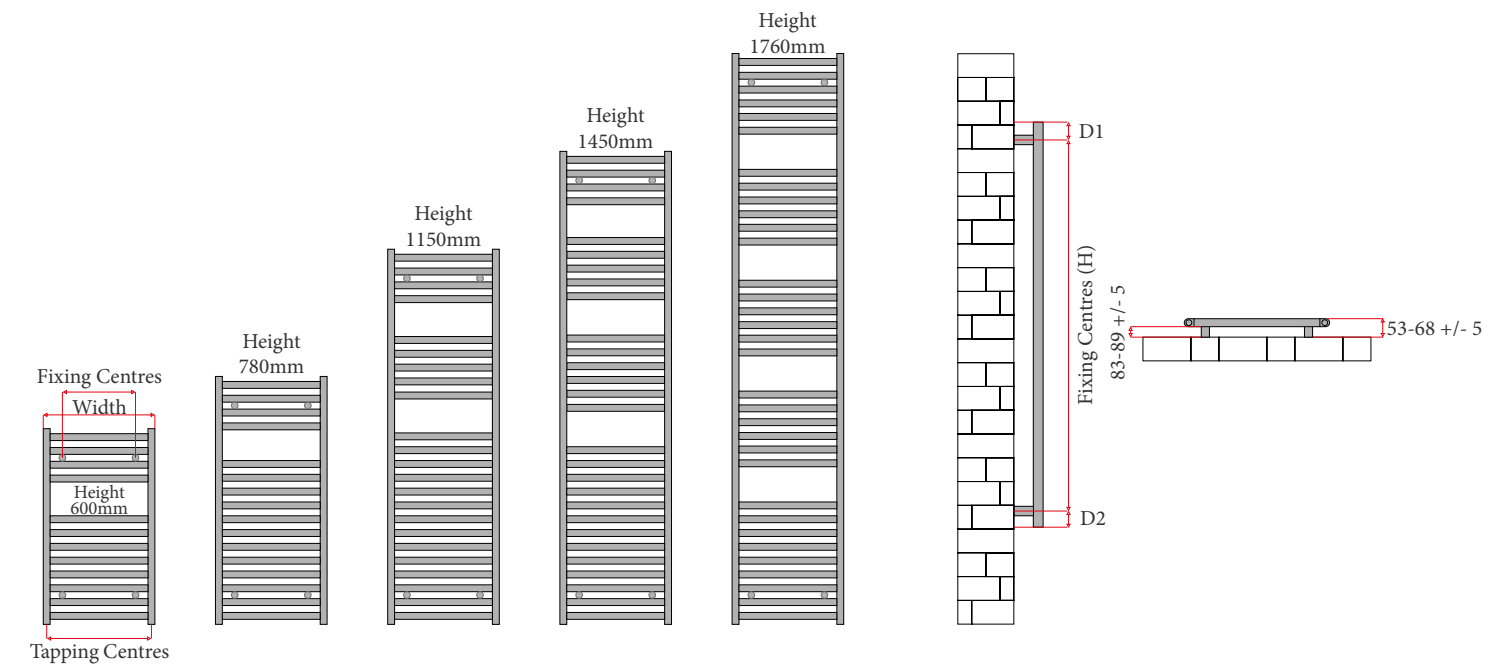 Height
1760mm
Height
1450mm
Height
1150mm
Height
780mm
Fixing Centres
Width
Height
600mm
Tapping Centres
D1
Fixing Centres (H)
83-89 +/- 5
D2
53-68 +/- 5